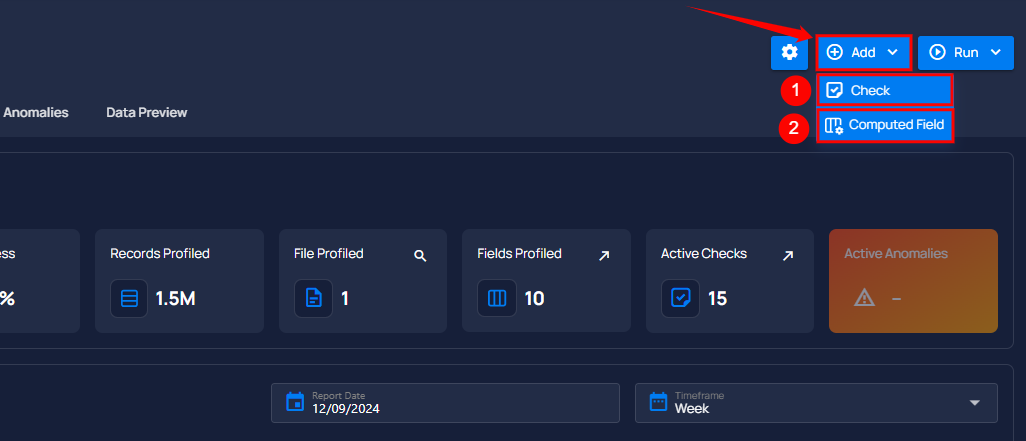 Add
Run
1
Check
2
Computed Field
Anomalies
Data Preview
ess
%
Records Profiled
1.5M
File Profiled
1
Fields Profiled
10
Active Checks
15
Active Anomalies
–
Report Date
12/09/2024
Timeframe
Week